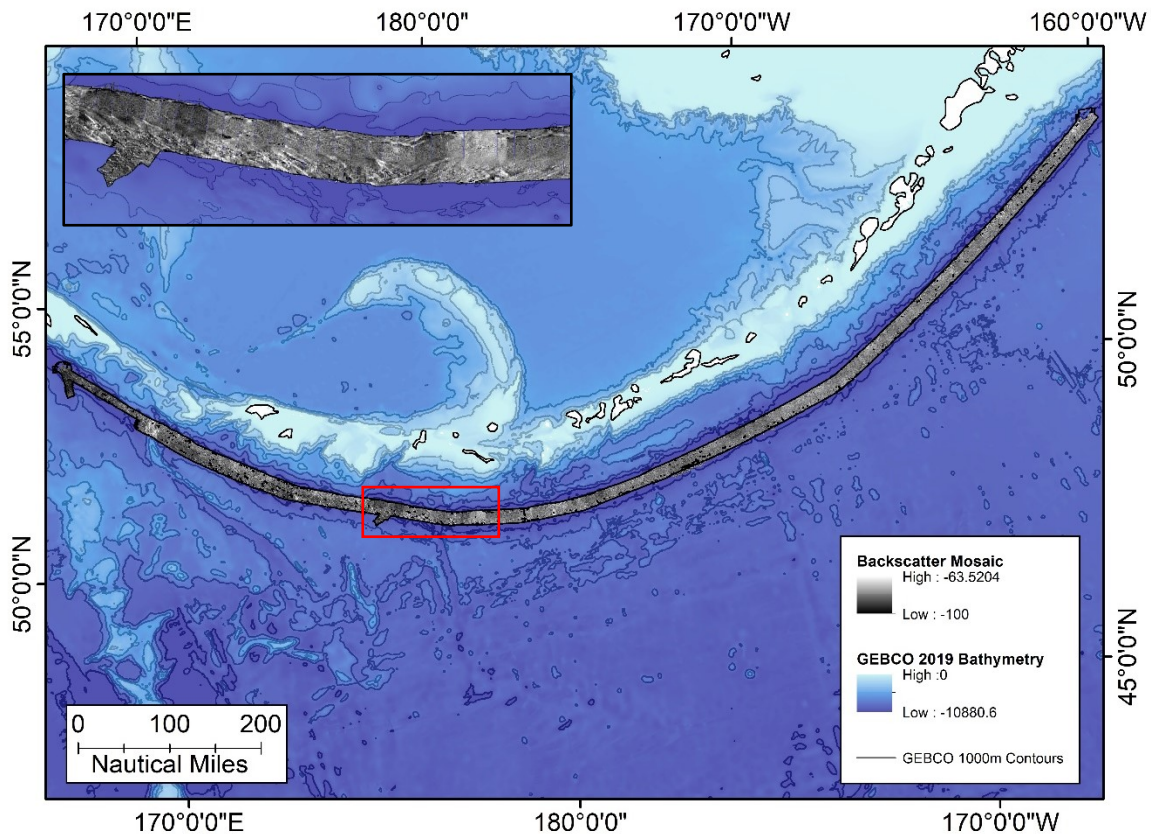 170°0'0"E
180°0'0"
170°0'0"W
160°0'0"W
55°0'0"N
50°0'0"N
50°0'0"N
45°0'0"N
Backscatter Mosaic
High : -63.5204
Low : -100
GEBCO 2019 Bathymetry
High :0
Low : -10880.6
GEBCO 1000m Contours
0 100 200
Nautical Miles
170°0'0"E
180°0'0"
170°0'0"W